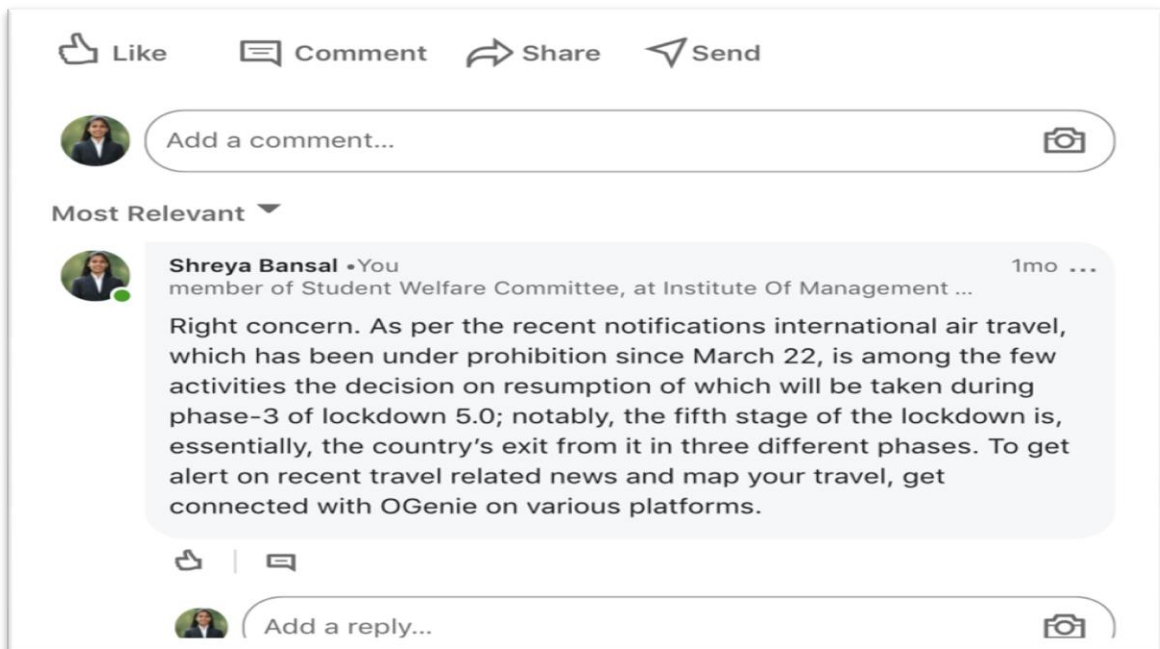 Like Comment Share Send
Add a comment...
Most Relevant
Shreya Bansal •You 1mo ...
member of Student Welfare Committee, at Institute Of Management ...
Right concern. As per the recent notifications international air travel,
which has been under prohibition since March 22, is among the few
activities the decision on resumption of which will be taken during
phase-3 of lockdown 5.0; notably, the fifth stage of the lockdown is,
essentially, the country's exit from it in three different phases. To get
alert on recent travel related news and map your travel, get
connected with OGenie on various platforms.
Add a reply...